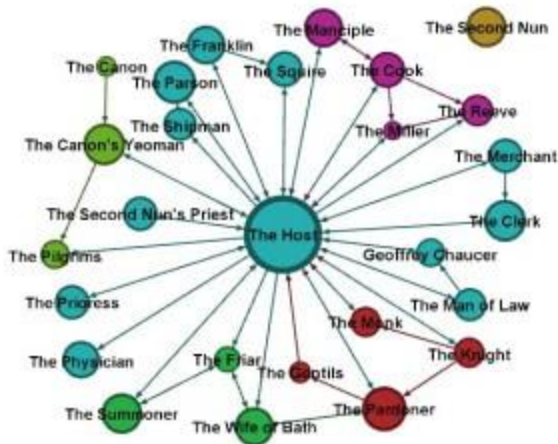 The Manciple
The Second Nun
The Franklin
The Canon
The Squire
The Cook
The Parson
The Reeve
The Shipman
The Miller
The Canon's Yeoman
The Merchant
The Second Nun's Priest
The Clerk
The Host
The Pilgrims
Geoffrey Chaucer
The Prioress
The Man of Law
The Monk
The Physician
The Friar
The Knight
The Gentils
The Summoner
The Pardoner
The Wife of Bath